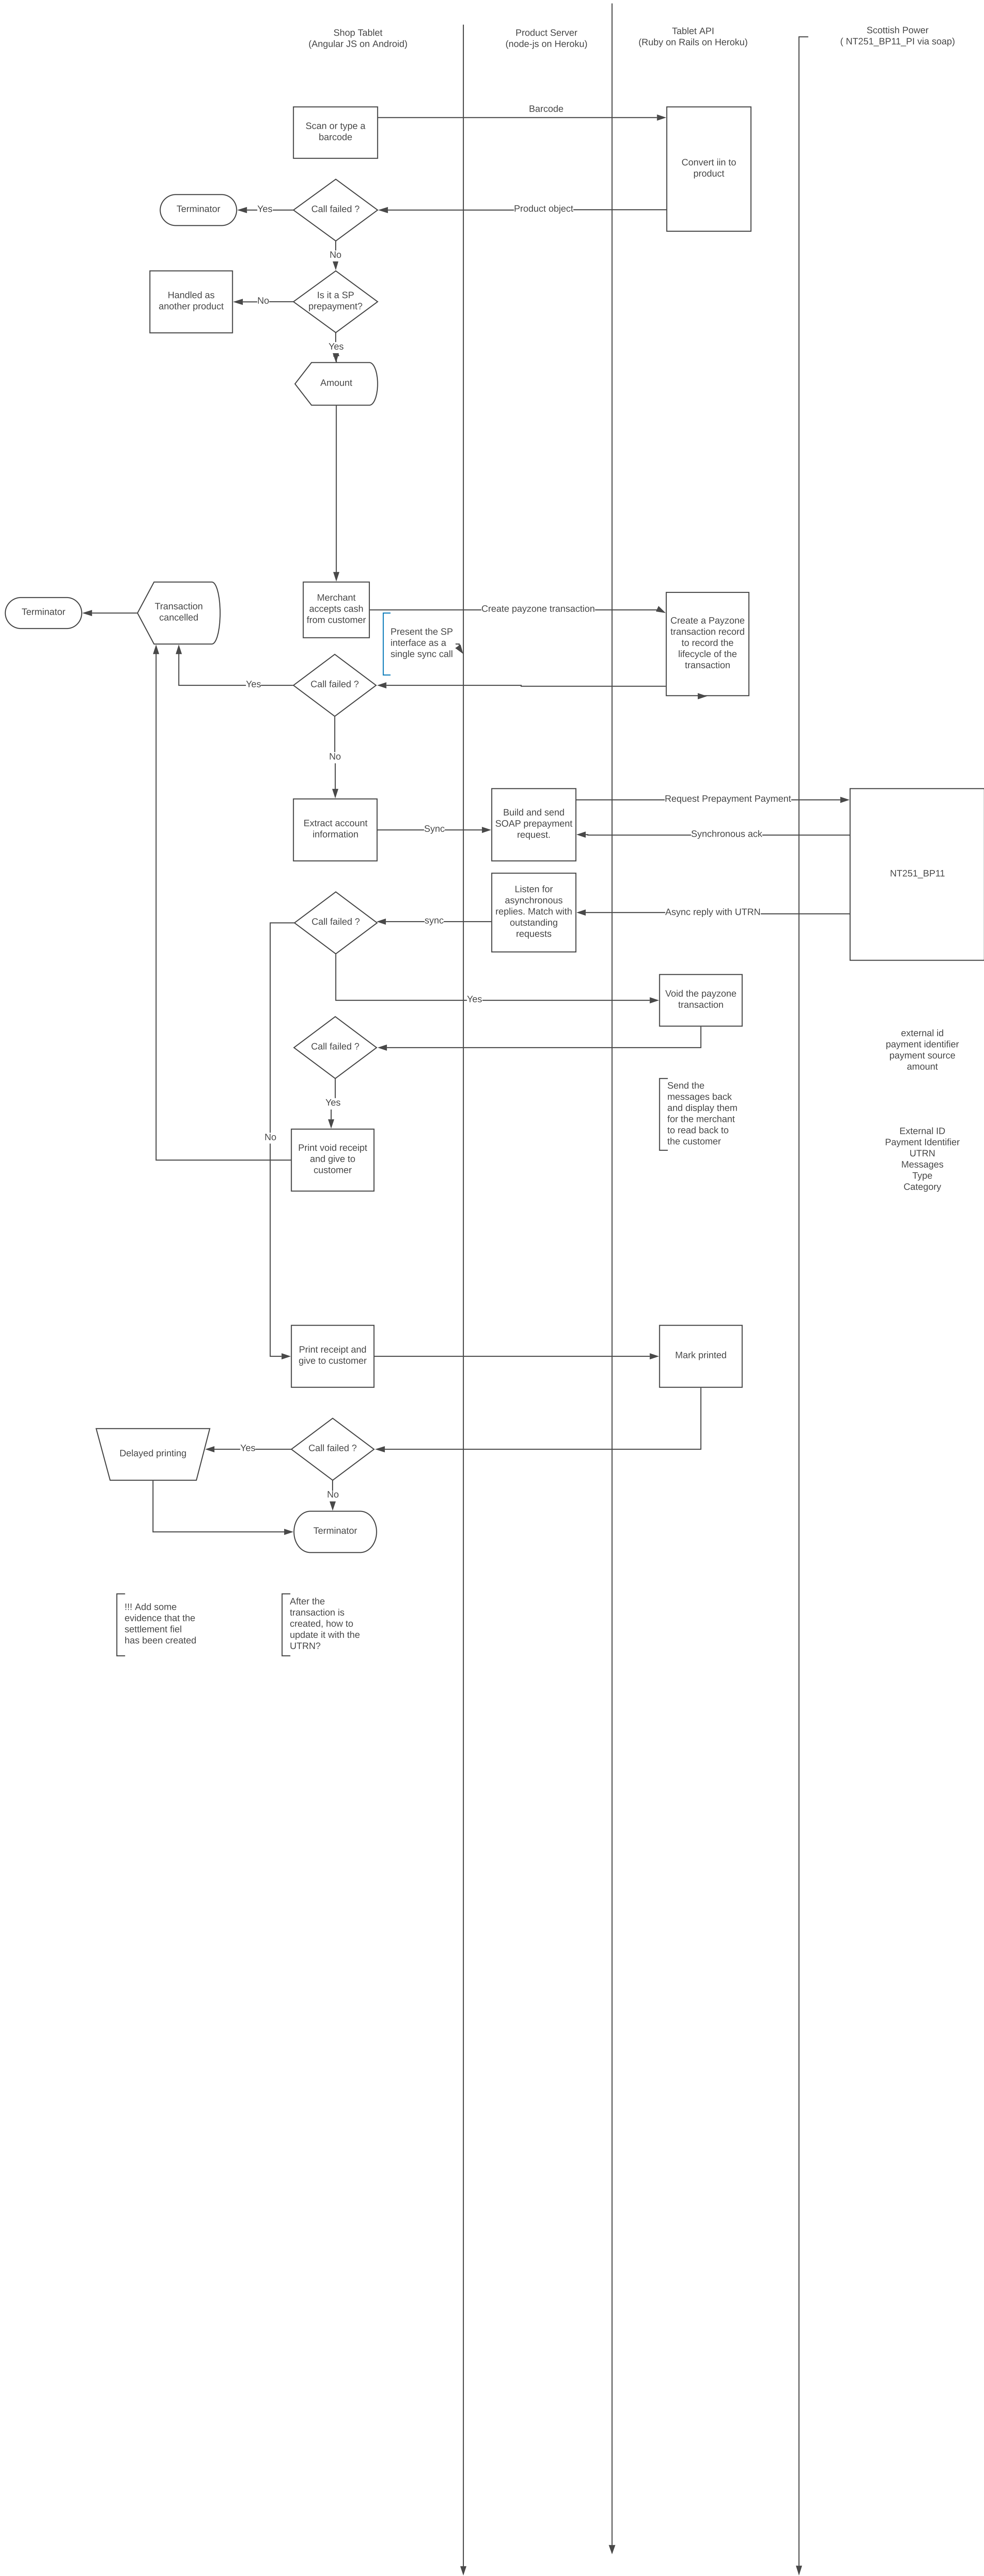 Shop Tablet
(Angular JS on Android)
Product Server
(node-js on Heroku)
Tablet API
(Ruby on Rails on Heroku)
Scottish Power
( NT251_BP11_PI via soap)
Scan or type a
barcode
Barcode
Convert iin to
product
Terminator
Yes
Call failed ?
Product object
No
Handled as
another product
No
Is it a SP
prepayment?
Yes
Amount
Terminator
Transaction
cancelled
Merchant
accepts cash
from customer
Create payzone transaction
Create a Payzone
transaction record
to record the
lifecycle of the
transaction
Present the SP
interface as a
single sync call
Yes
Call failed ?
No
Extract account
information
Sync
Build and send
SOAP prepayment
request.
Request Prepayment Payment
Synchronous ack
NT251_BP11
Listen for
asynchronous
replies. Match with
outstanding
requests
Async reply with UTRN
Call failed ?
sync
Yes
Void the payzone
transaction
Call failed ?
external id
payment identifier
payment source
amount
Yes
Send the
messages back
and display them
for the merchant
to read back to
the customer
No
Print void receipt
and give to
customer
External ID
Payment Identifier
UTRN
Messages
Type
Category
Print receipt and
give to customer
Mark printed
Delayed printing
Yes
Call failed ?
No
Terminator
!!! Add some
evidence that the
settlement fiel
has been created
After the
transaction is
created, how to
update it with the
UTRN?